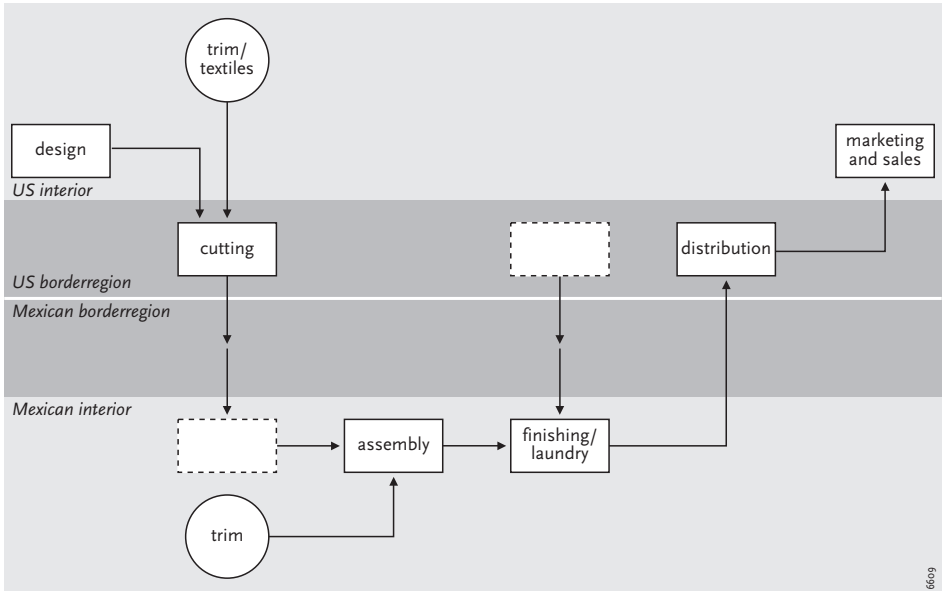 trim/
textiles
design
marketing
and sales
US interior
cutting
distribution
US borderregion
Mexican borderregion
Mexican interior
assembly
finishing/
laundry
trim
6609